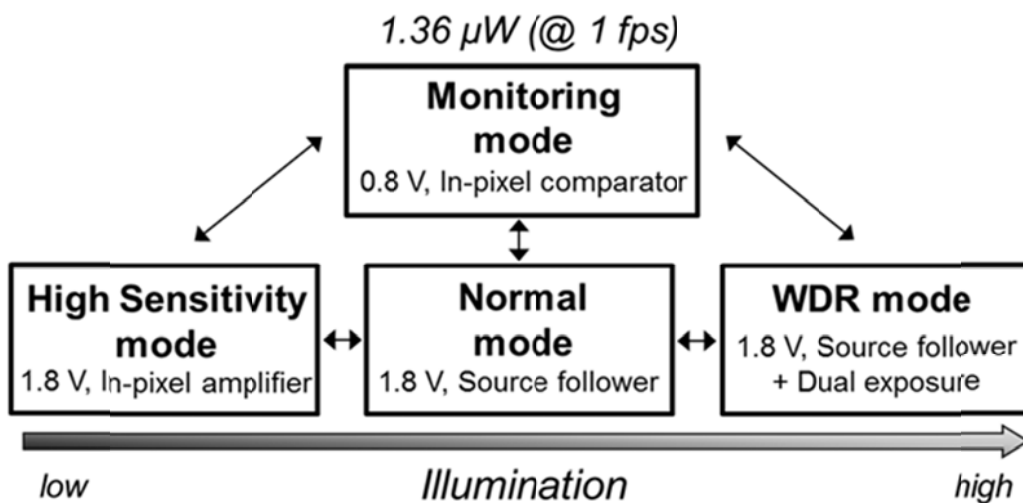 1.36 µW (@ 1 fps)
Monitoring
mode
0.8 V, In-pixel comparator
High Sensitivity
mode
1.8 V, In-pixel amplifier
Normal
mode
1.8 V, Source follower
WDR mode
1.8 V, Source follower
+ Dual exposure
low
Illumination
high